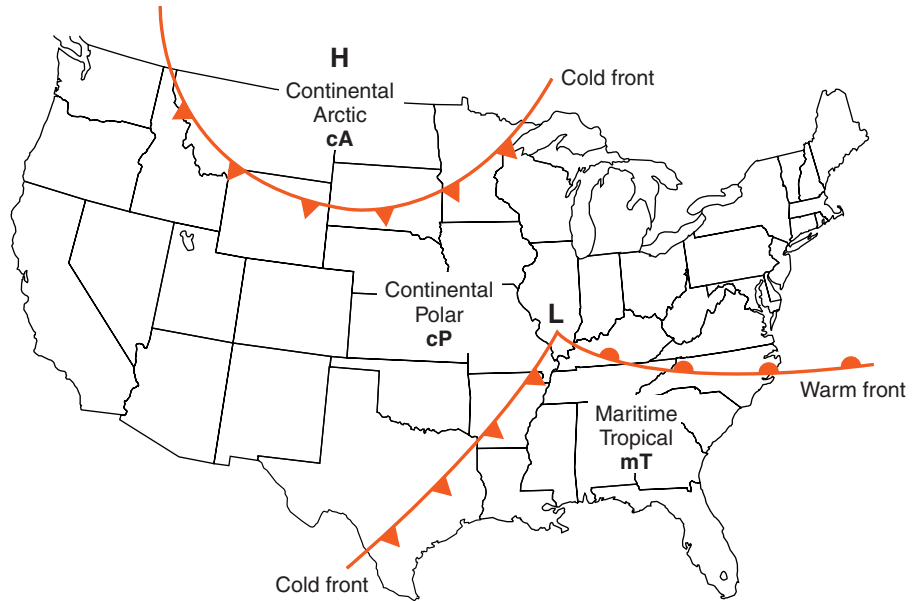 H
Continental
Arctic
cA
Cold front
Continental
Polar
cP
L
Warm front
Maritime
Tropical
mT
Cold front